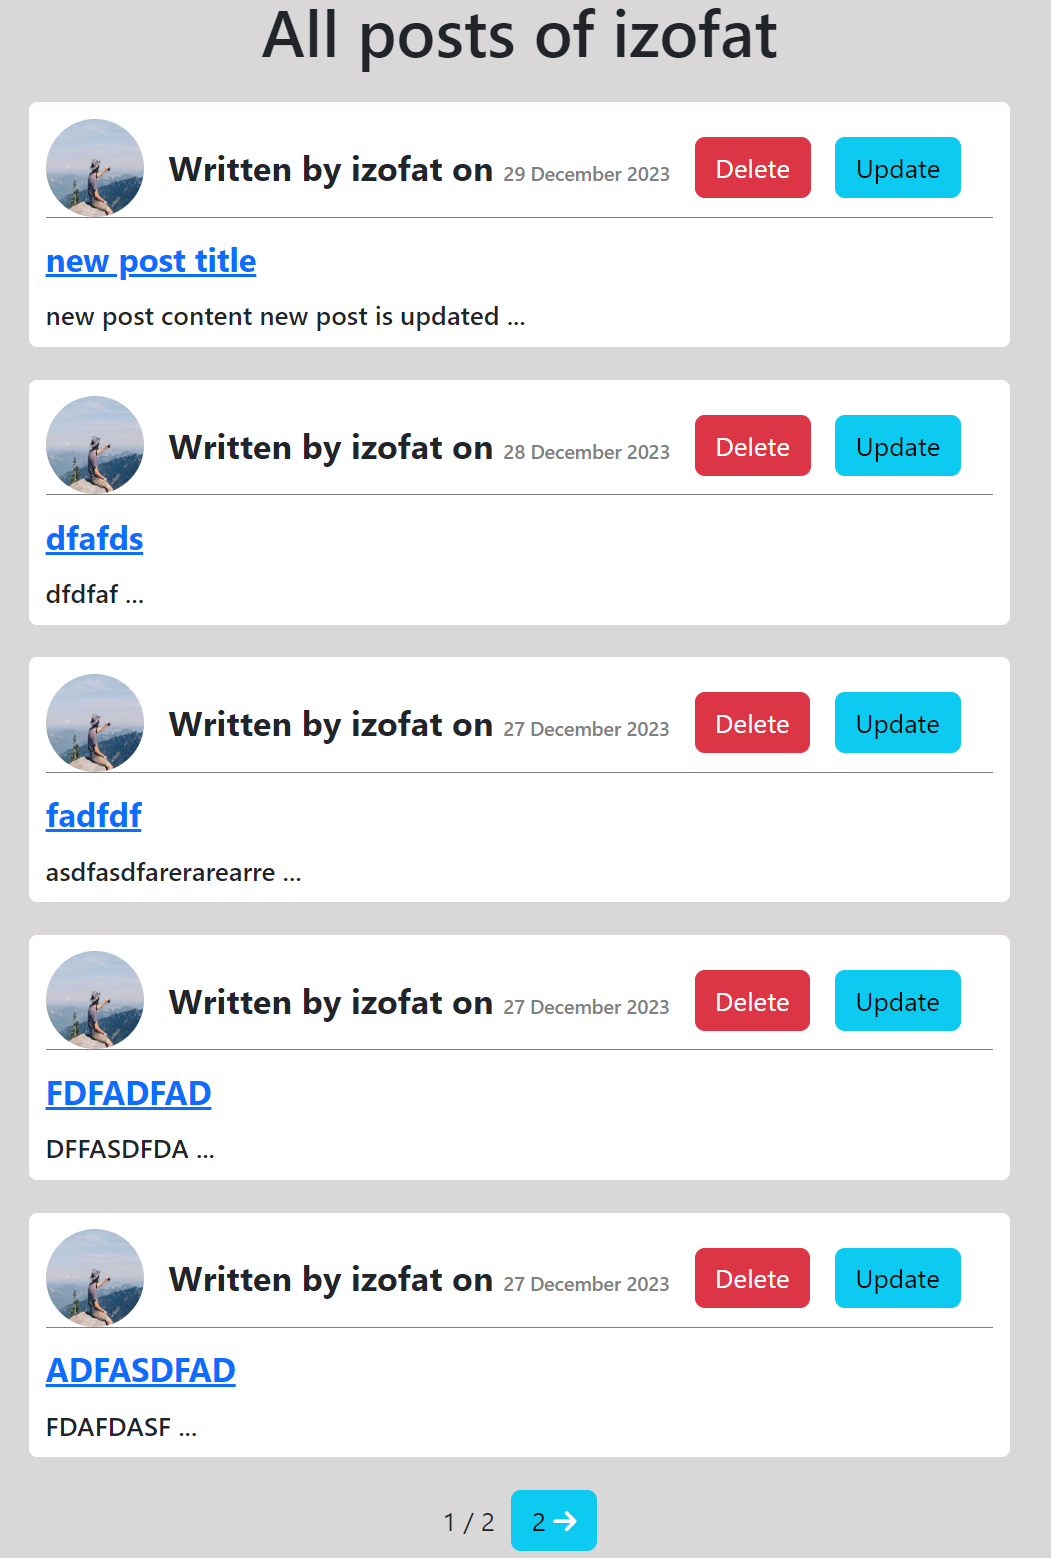 All posts of izofat
Written by izofat on 29 December 2023 Delete Update
new post title
new post content new post is updated ...
Written by izofat on 28 December 2023 Delete Update
dfafds
dfdfaf ...
Written by izofat on 27 December 2023 Delete Update
fadfdf
asdfasdfarerarearre ...
Written by izofat on 27 December 2023 Delete Update
FDFADFAD
DFFASDFDA ...
Written by izofat on 27 December 2023 Delete Update
ADFASDFAD
FDAFDASF ...
1 / 2 2 →